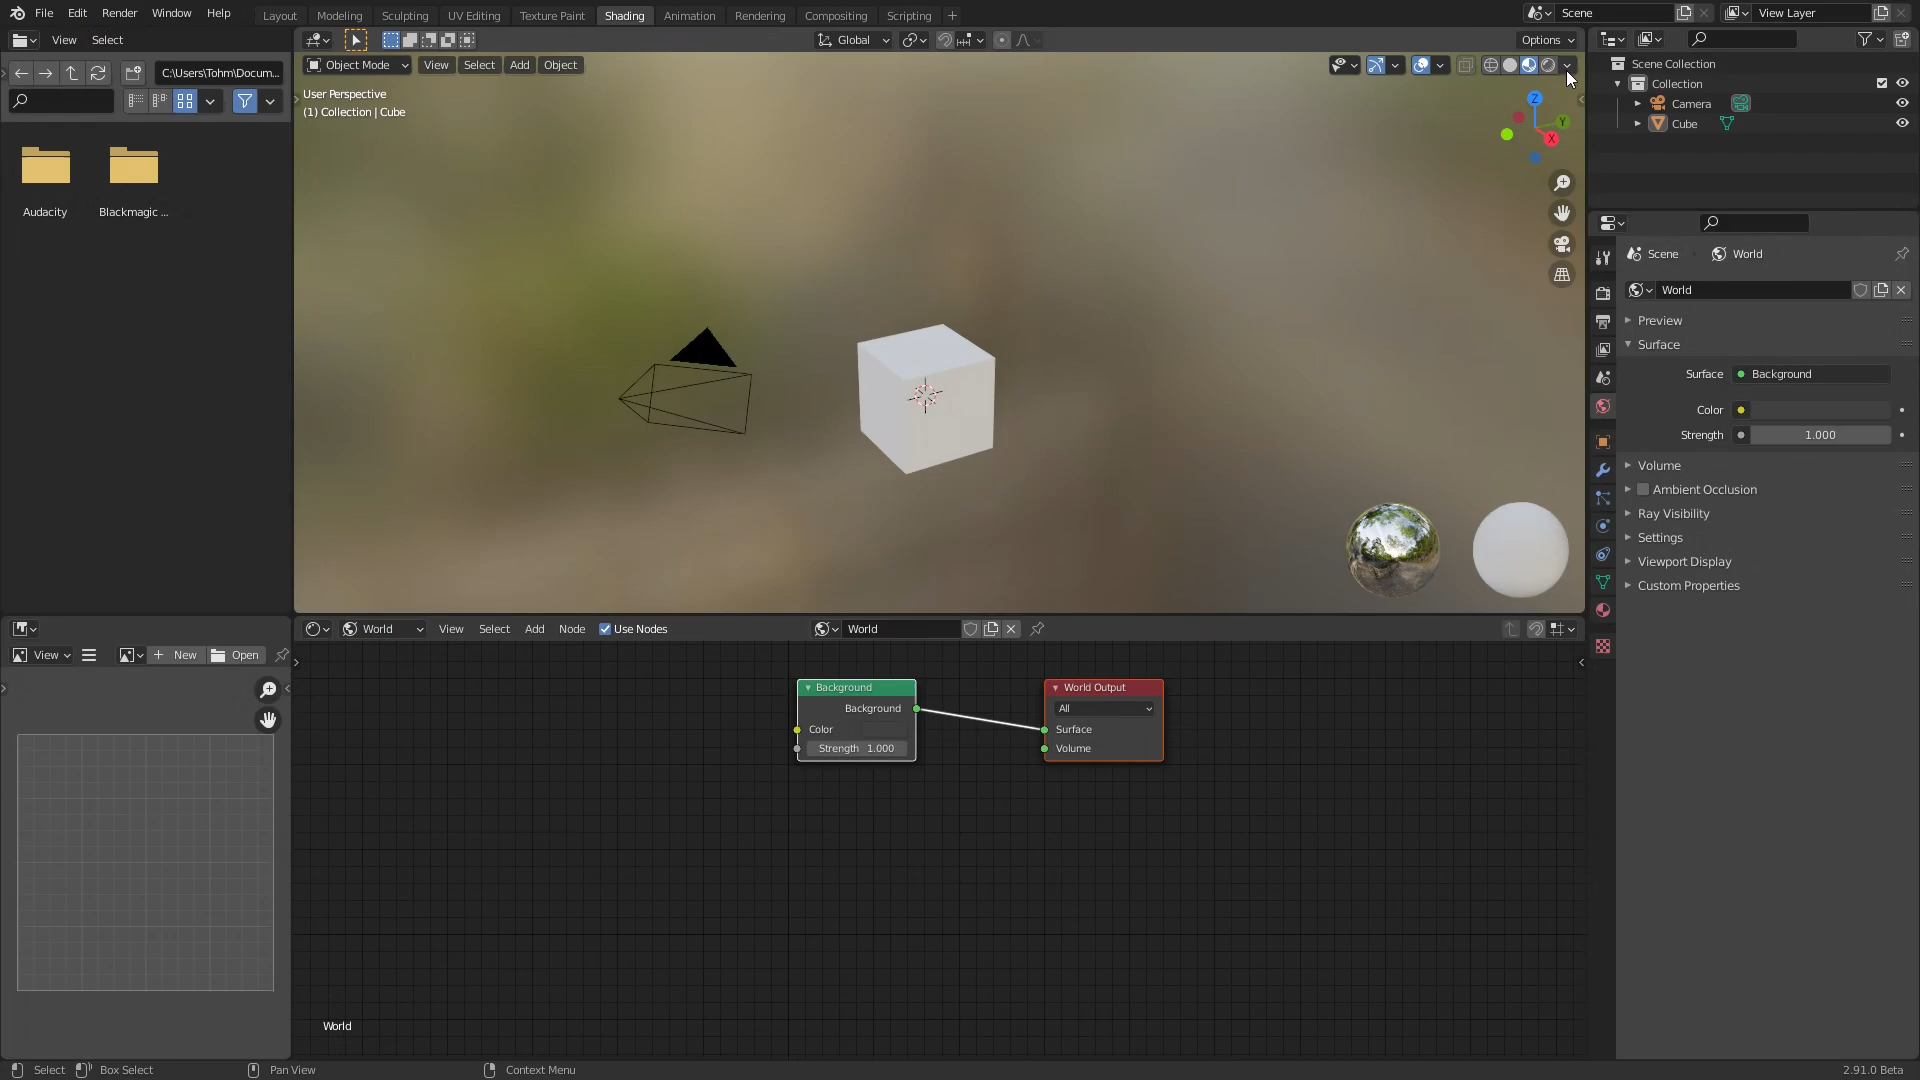 File Edit Render Window Help
Layout Modeling Sculpting UV Editing Texture Paint Shading Animation Rendering Compositing Scripting +
Scene
View Layer
View Select
Global
Options
C:\Users\Tohm\Docum...
Object Mode View Select Add Object
User Perspective
(1) Collection | Cube
Z
Y
X
Audacity
Blackmagic ...
Scene Collection
Collection
Camera
Cube
Scene World
World
Preview
Surface
Surface Background
Color
Strength 1.000
Volume
Ambient Occlusion
Ray Visibility
Settings
Viewport Display
Custom Properties
World View Select Add Node Use Nodes World
View New Open
Background
Background
Color
Strength 1.000
World Output
All
Surface
Volume
World
Select Box Select Pan View Context Menu 2.91.0 Beta